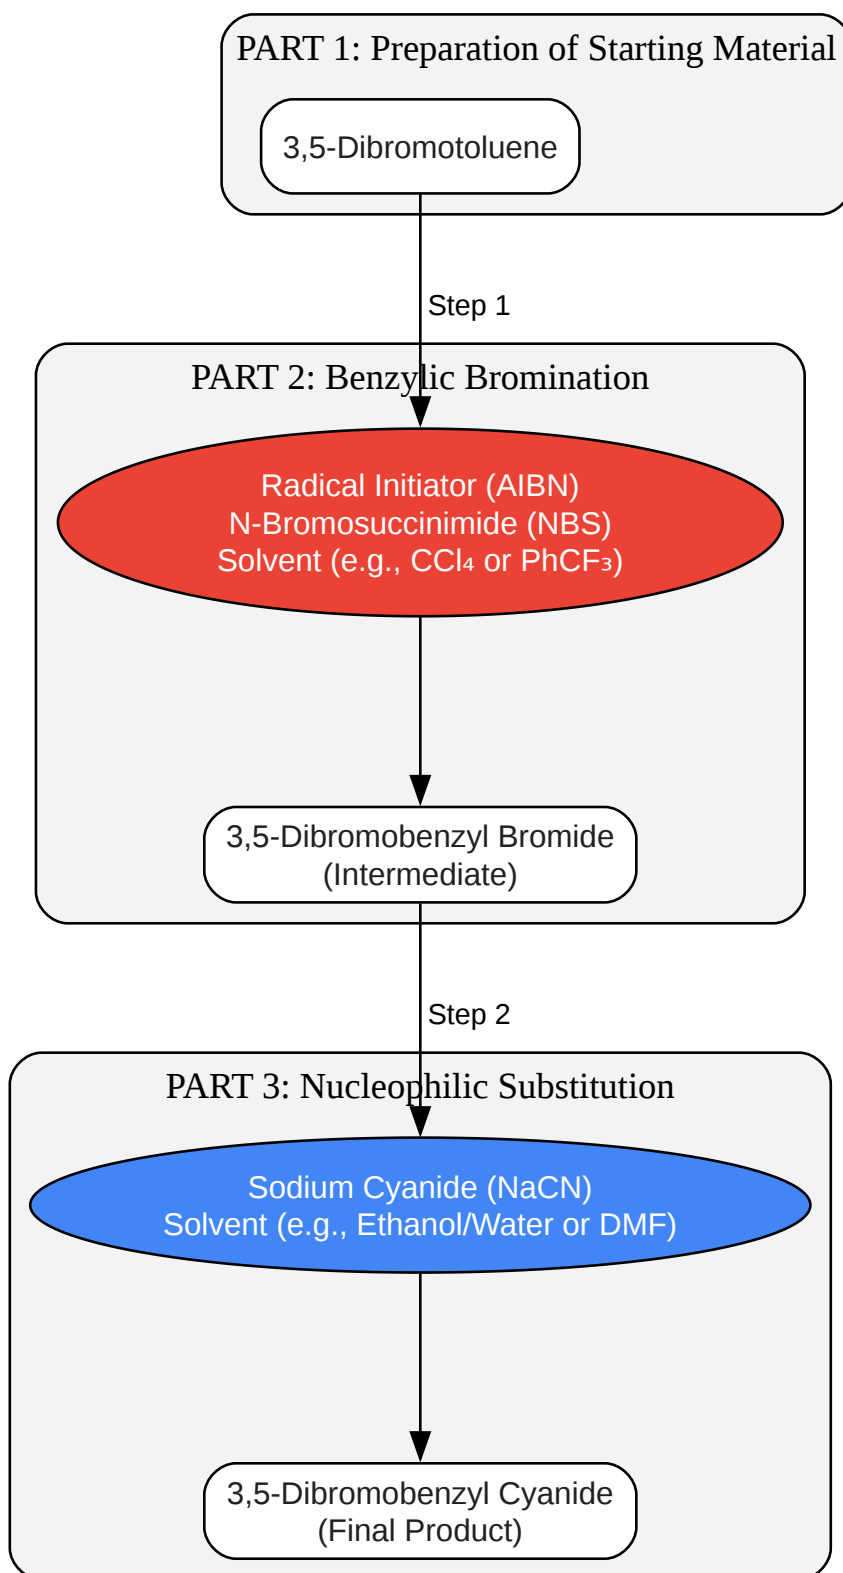 PART 1: Preparation of Starting Material
3,5-Dibromotoluene
Step 1
PART 2: Benzylic Bromination
Radical Initiator (AIBN)
N-Bromosuccinimide (NBS)
Solvent (e.g., CCl₄ or PhCF₃)
3,5-Dibromobenzyl Bromide
(Intermediate)
Step 2
PART 3: Nucleophilic Substitution
Sodium Cyanide (NaCN)
Solvent (e.g., Ethanol/Water or DMF)
3,5-Dibromobenzyl Cyanide
(Final Product)